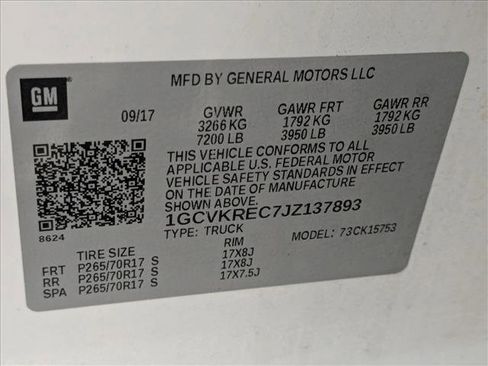 GM
MFD BY GENERAL MOTORS LLC
09/17 GVWR GAWR FRT GAWR RR
3266 KG 1792 KG 1792 KG
7200 LB 3950 LB 3950 LB
THIS VEHICLE CONFORMS TO ALL
APPLICABLE U.S. FEDERAL MOTOR
VEHICLE SAFETY STANDARDS IN EFFECT
ON THE DATE OF MANUFACTURE
SHOWN ABOVE.
1GCVKREC7JZ137893
8624
TYPE: TRUCK MODEL: 73CK15753
TIRE SIZE RIM
FRT P265/70R17 S 17X8J
RR P265/70R17 S 17X8J
SPA P265/70R17 S 17X7.5J